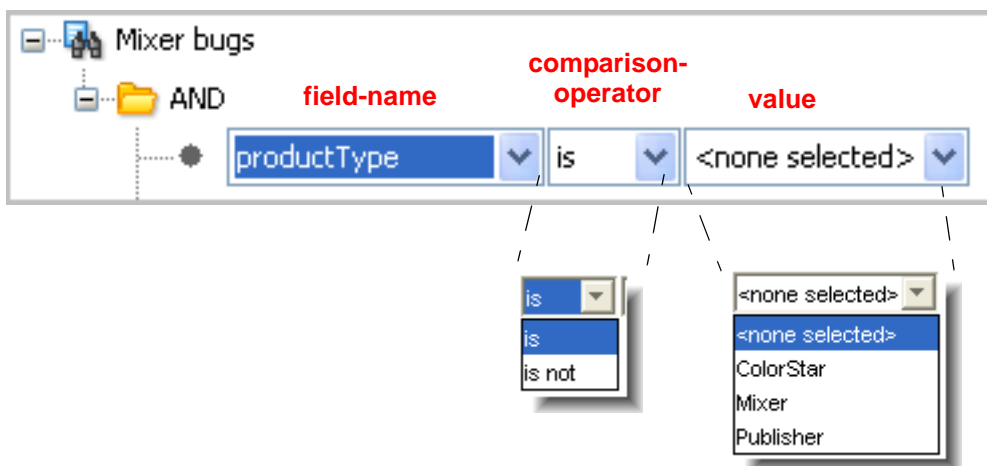 Mixer bugs
comparison-
operator
field-name
value
AND
productType
is
<none selected>
is
is
is not
<none selected>
<none selected>
ColorStar
Mixer
Publisher